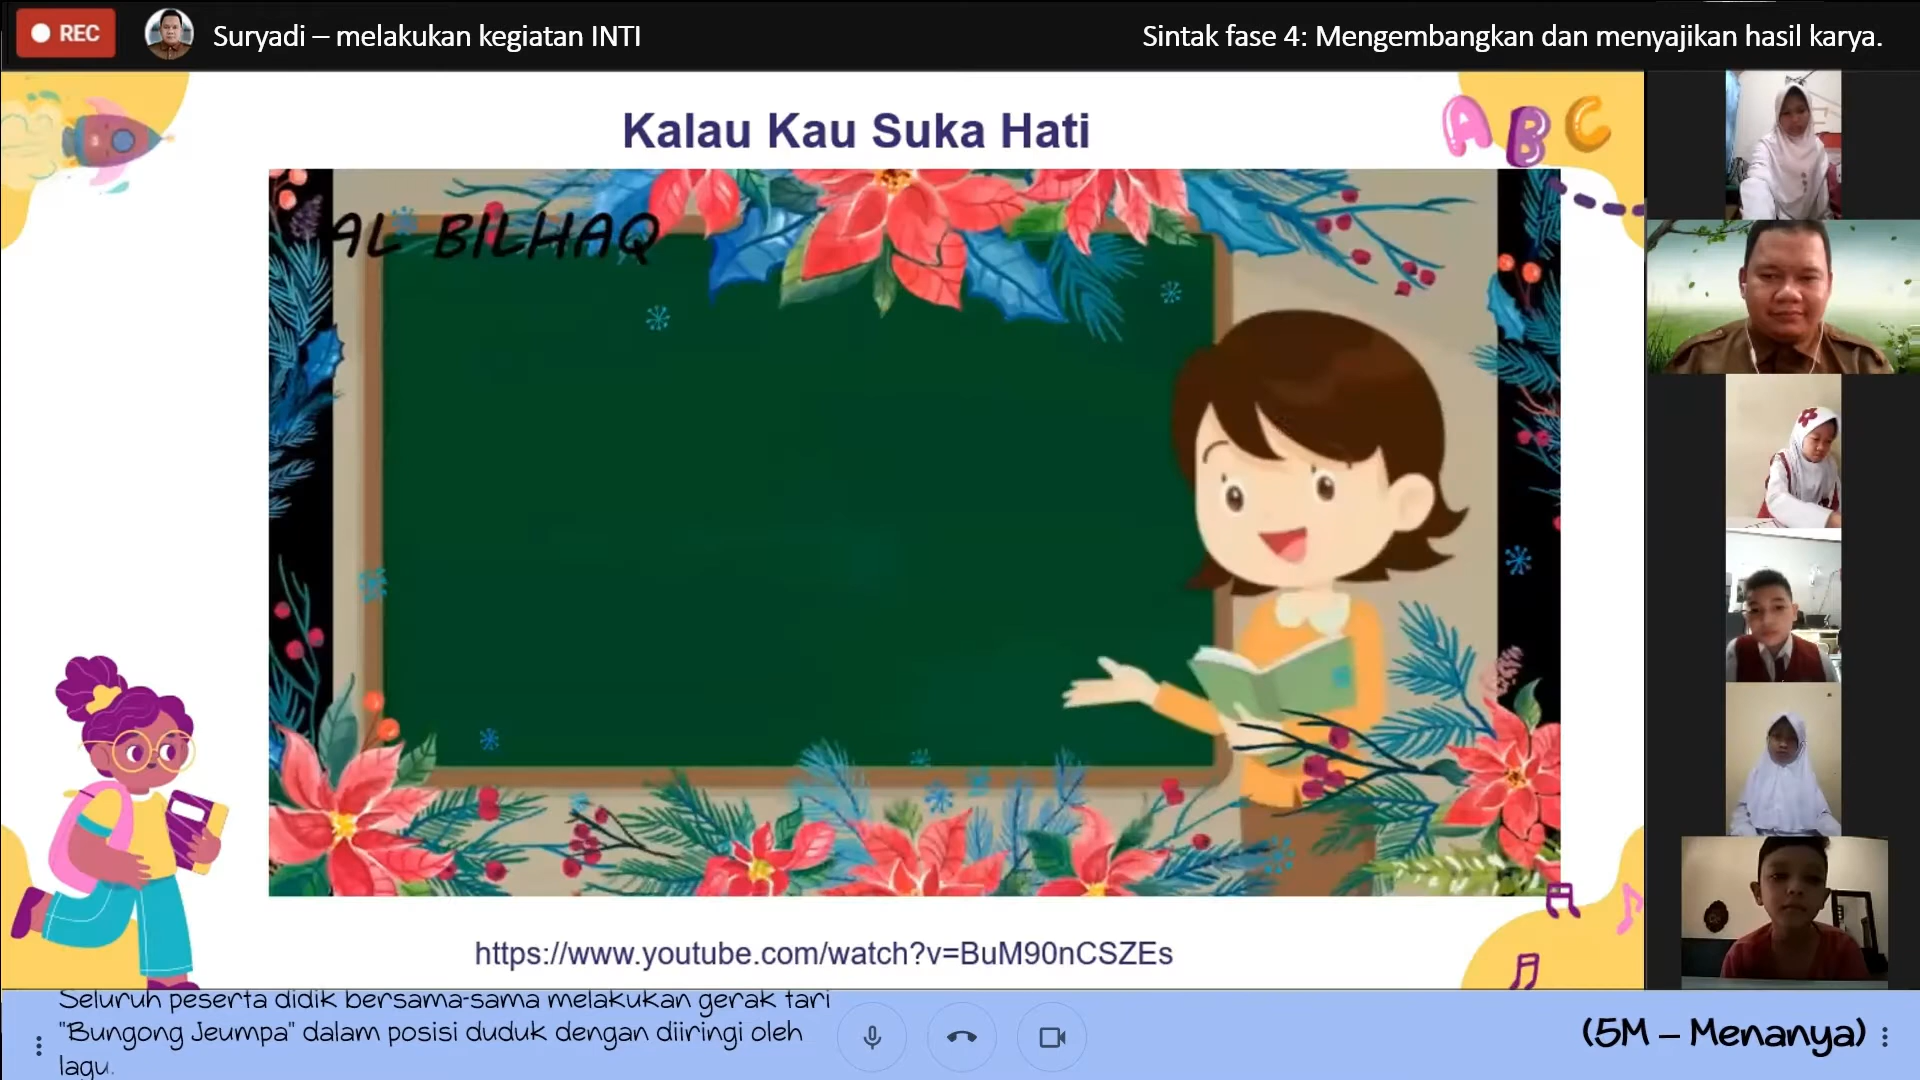 REC
Suryadi – melakukan kegiatan INTI
Sintak fase 4: Mengembangkan dan menyajikan hasil karya.
Kalau Kau Suka Hati
A B C
AL BILHAQ
https://www.youtube.com/watch?v=BuM90nCSZEs
Seluruh peserta didik bersama-sama melakukan gerak tari
"Bungong Jeumpa" dalam posisi duduk dengan diiringi oleh
lagu.
(5M – Menanya)